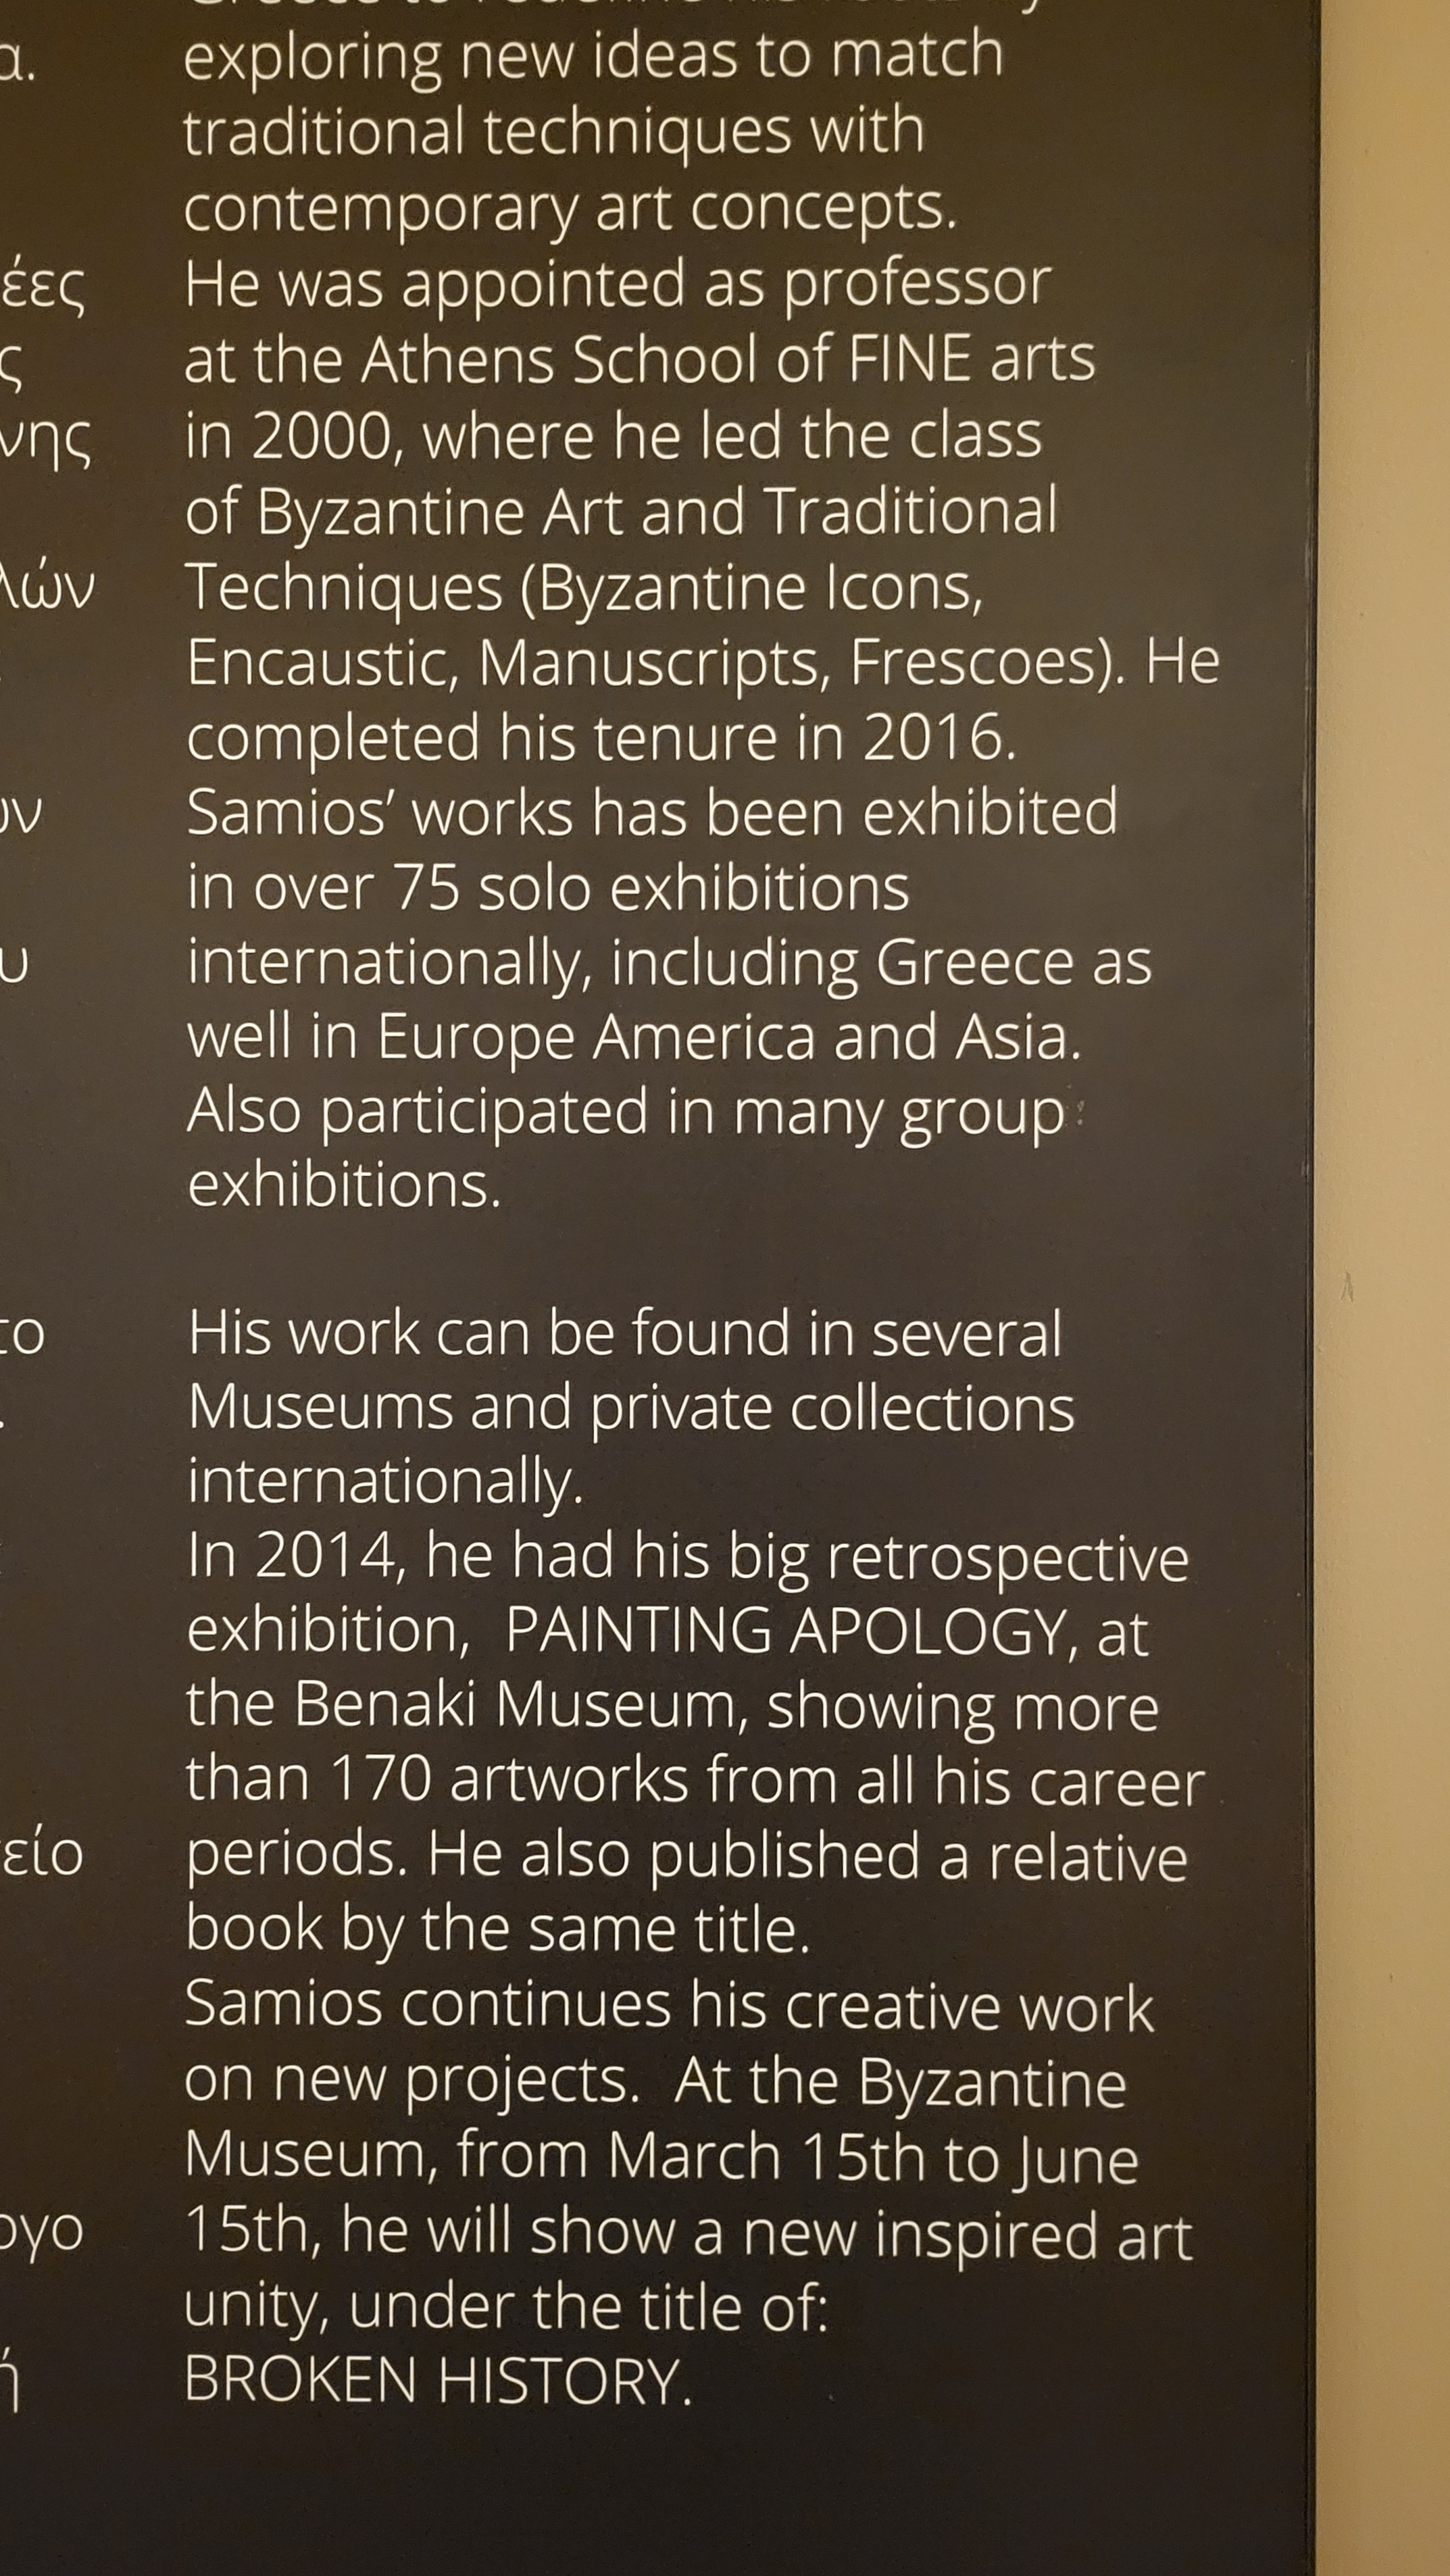 exploring new ideas to match
traditional techniques with
contemporary art concepts.
He was appointed as professor
at the Athens School of FINE arts
in 2000, where he led the class
of Byzantine Art and Traditional
Techniques (Byzantine Icons,
Encaustic, Manuscripts, Frescoes). He
completed his tenure in 2016.
Samios’ works has been exhibited
in over 75 solo exhibitions
internationally, including Greece as
well in Europe America and Asia.
Also participated in many group
exhibitions.
His work can be found in several
Museums and private collections
internationally.
In 2014, he had his big retrospective
exhibition,  PAINTING APOLOGY, at
the Benaki Museum, showing more
than 170 artworks from all his career
periods. He also published a relative
book by the same title.
Samios continues his creative work
on new projects.  At the Byzantine
Museum, from March 15th to June
15th, he will show a new inspired art
unity, under the title of:
BROKEN HISTORY.